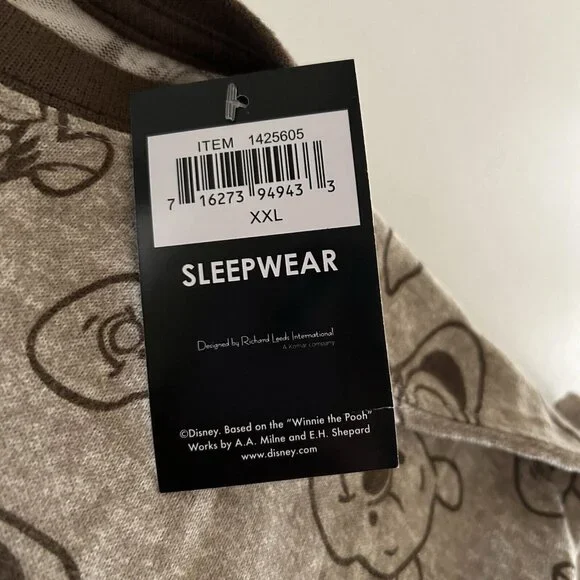 ITEM 1425605
7 16273 94943 3
XXL
SLEEPWEAR
Designed by Richard Leeds International
A Komar Company
©Disney. Based on the "Winnie the Pooh"
Works by A.A. Milne and E.H. Shepard
www.disney.com